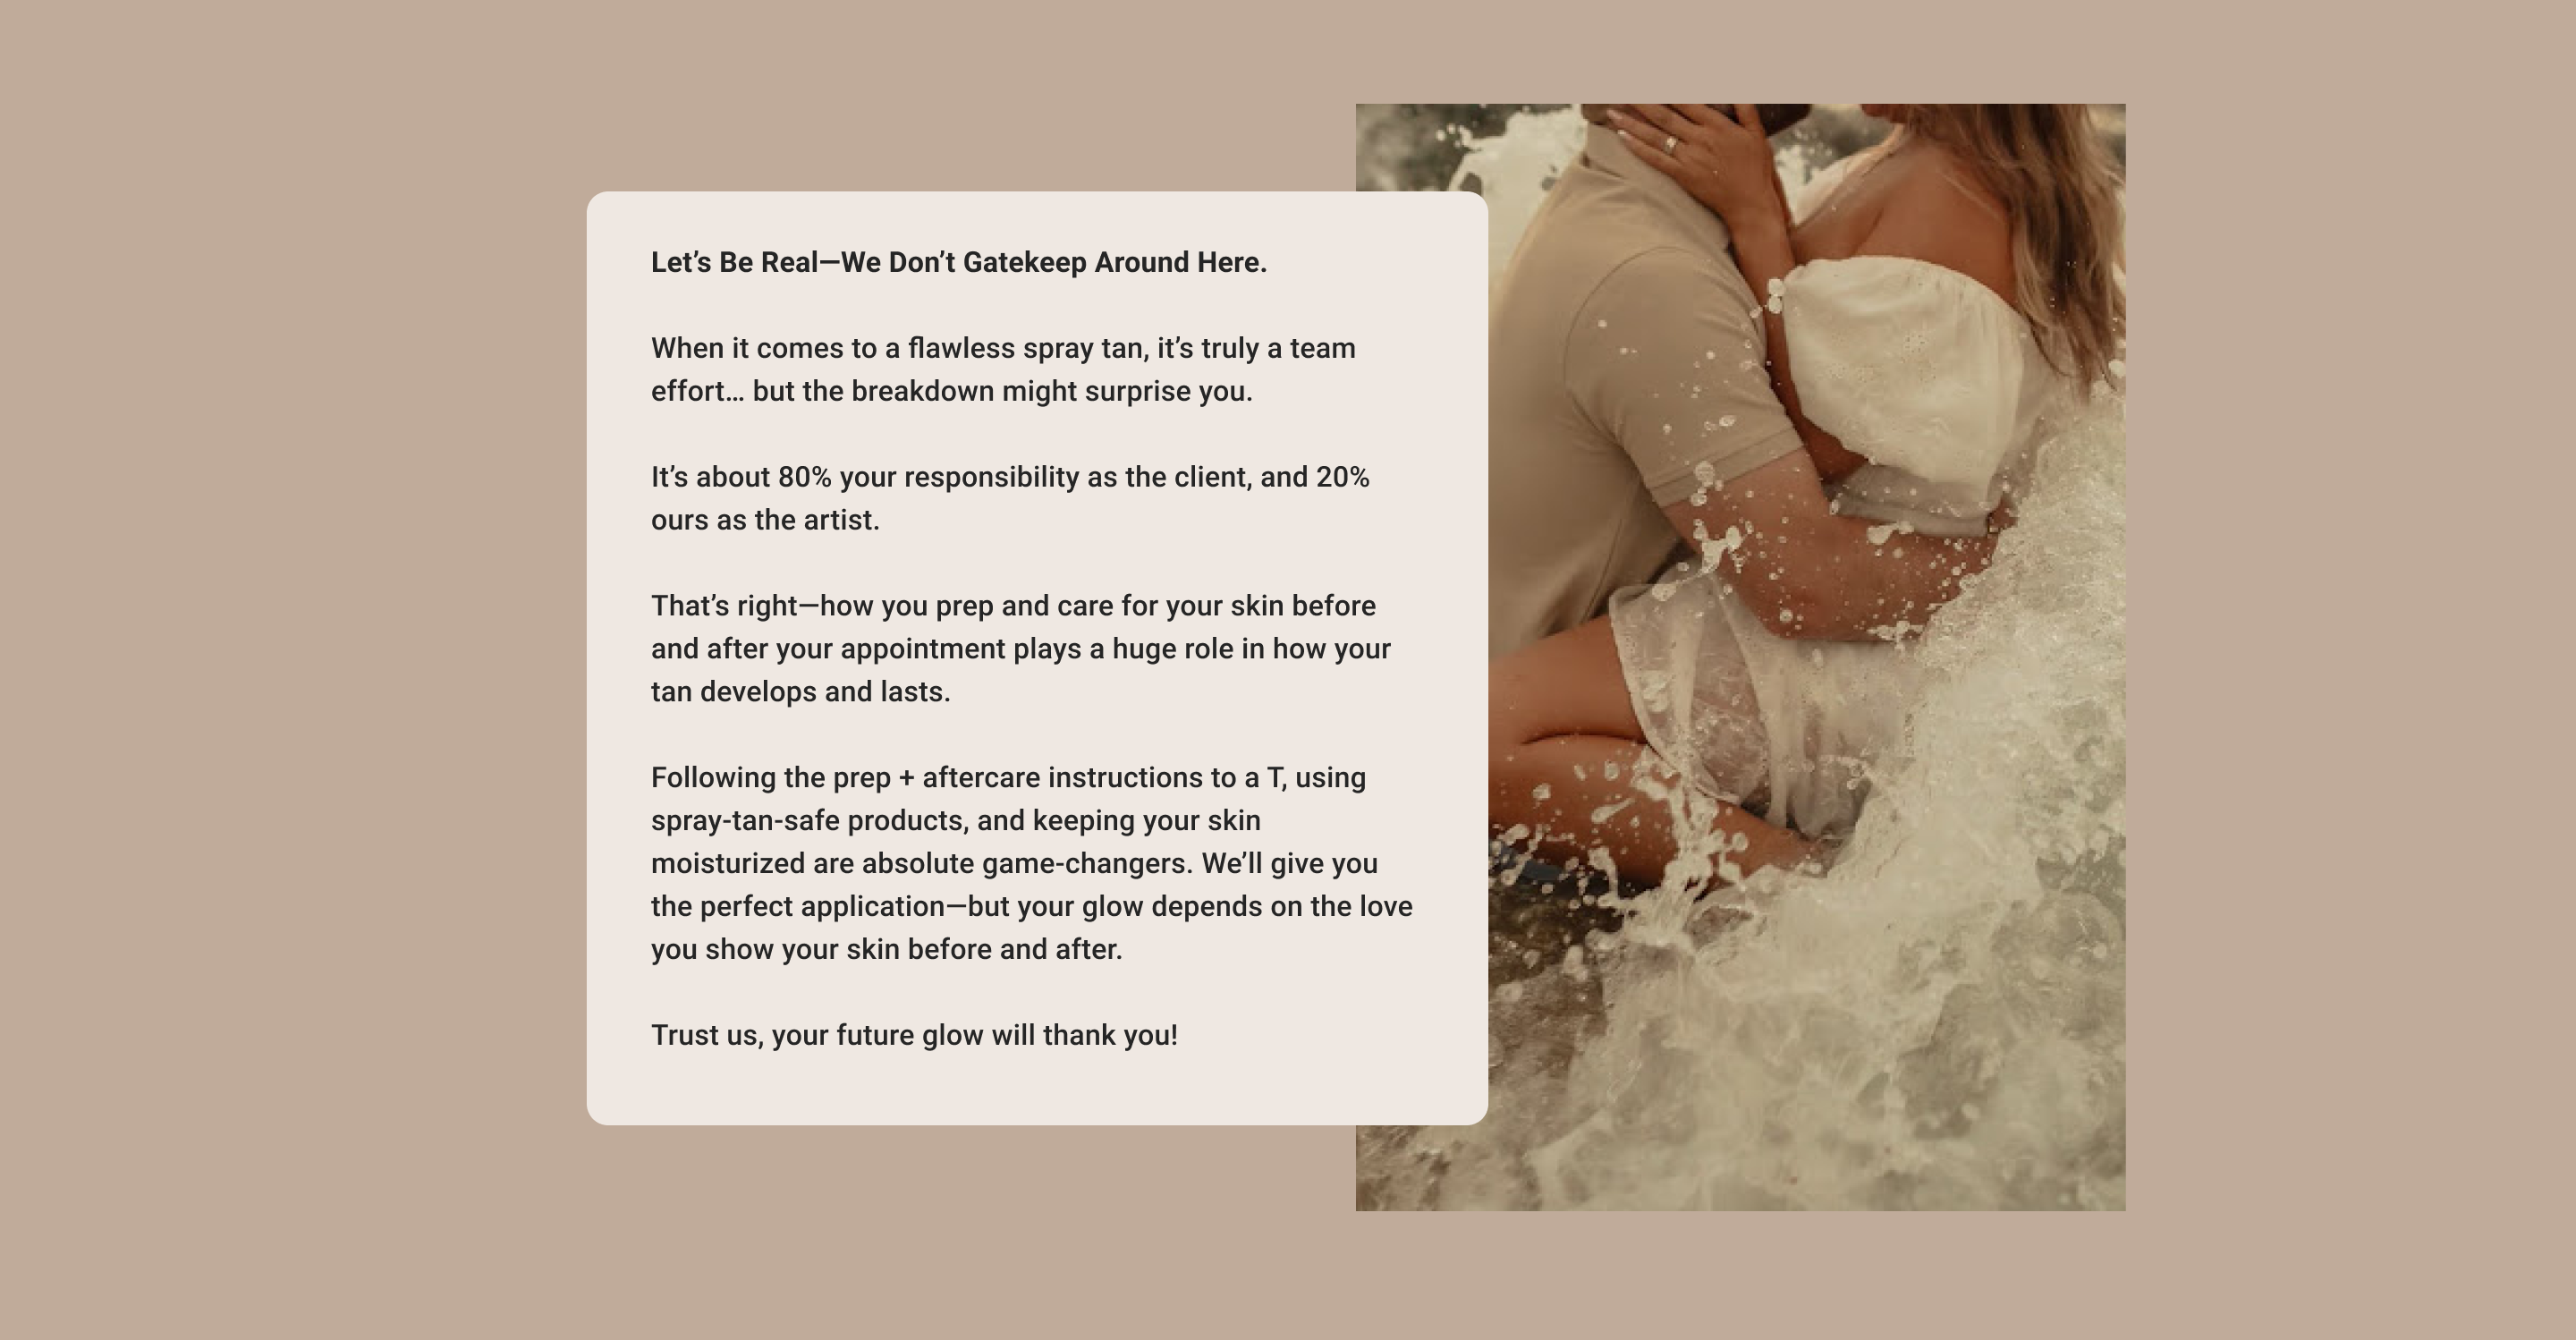 Let’s Be Real—We Don’t Gatekeep Around Here.
When it comes to a flawless spray tan, it’s truly a team
effort… but the breakdown might surprise you.
It’s about 80% your responsibility as the client, and 20%
ours as the artist.
That’s right—how you prep and care for your skin before
and after your appointment plays a huge role in how your
tan develops and lasts.
Following the prep + aftercare instructions to a T, using
spray-tan-safe products, and keeping your skin
moisturized are absolute game-changers. We’ll give you
the perfect application—but your glow depends on the love
you show your skin before and after.
Trust us, your future glow will thank you!